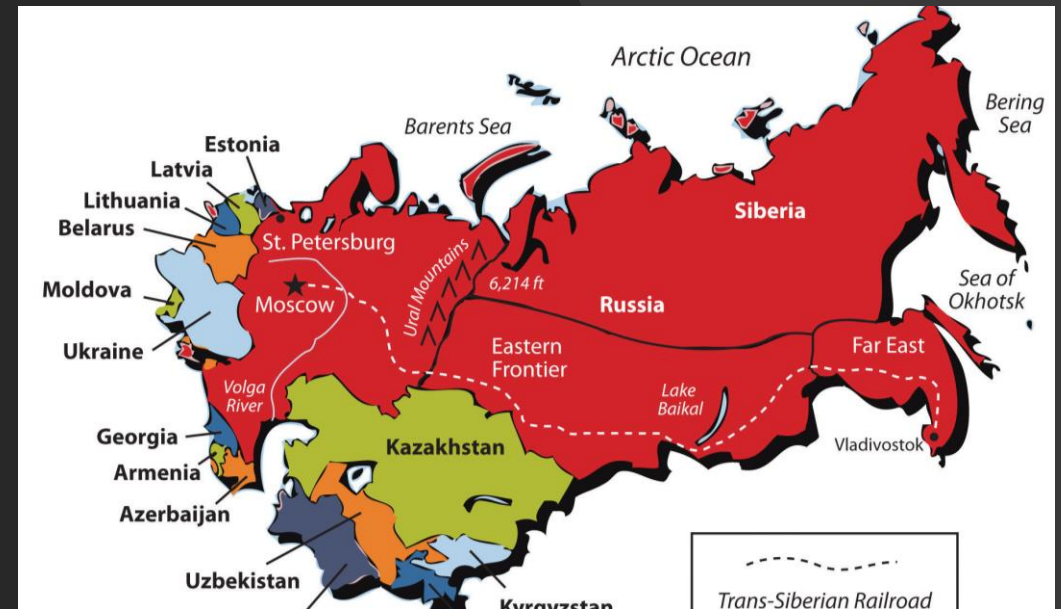 Arctic Ocean
Bering
Sea
Barents Sea
Estonia
Latvia
Lithuania
Belarus
St. Petersburg
Siberia
Ural Mountains
6,214 ft
Sea of
Okhotsk
Moldova
Moscow
Russia
Ukraine
Eastern
Frontier
Far East
Volga
River
Lake
Baikal
Georgia
Kazakhstan
Vladivostok
Armenia
Azerbaijan
Uzbekistan
Kyrgyzstan
Trans-Siberian Railroad